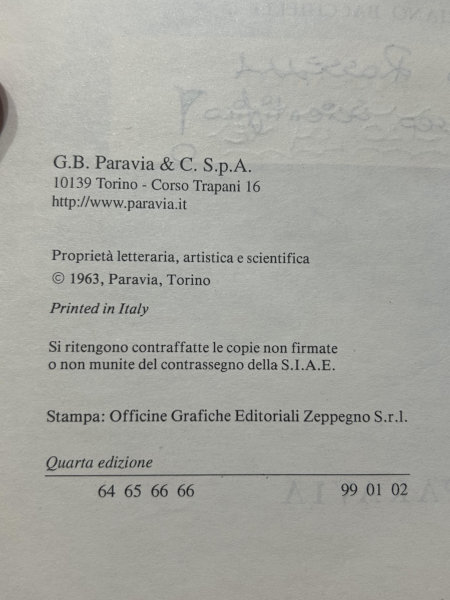 G.B. Paravia & C. S.p.A.
10139 Torino - Corso Trapani 16
http://www.paravia.it
Proprietà letteraria, artistica e scientifica
© 1963, Paravia, Torino
Printed in Italy
Si ritengono contraffatte le copie non firmate
o non munite del contrassegno della S.I.A.E.
Stampa: Officine Grafiche Editoriali Zeppegno S.r.l.
Quarta edizione
64 65 66 66 99 01 02